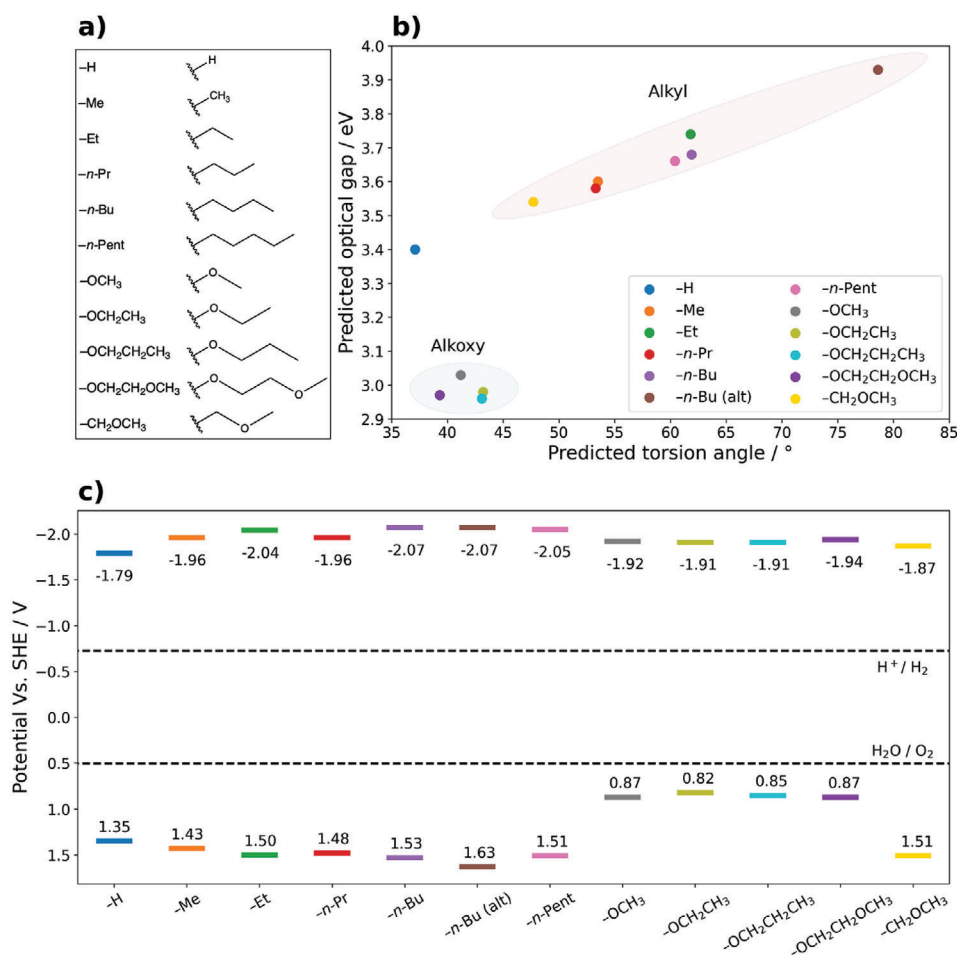 a)
–H H
–Me CH₃
–Et
–n-Pr
–n-Bu
–n-Pent
–OCH₃ O
–OCH₂CH₃ O
–OCH₂CH₂CH₃ O
–OCH₂CH₂OCH₃ O O
–CH₂OCH₃ O
b)
Predicted optical gap / eV
4.0
3.9
3.8
3.7
3.6
3.5
3.4
3.3
3.2
3.1
3.0
2.9
Alkyl
Alkoxy
–H
–Me
–Et
–n-Pr
–n-Bu
–n-Bu (alt)
–n-Pent
–OCH₃
–OCH₂CH₃
–OCH₂CH₂CH₃
–OCH₂CH₂OCH₃
–CH₂OCH₃
35 40 45 50 55 60 65 70 75 80 85
Predicted torsion angle / °
c)
Potential Vs. SHE / V
−2.0
−1.5
−1.0
−0.5
0.0
0.5
1.0
1.5
-1.79 -1.96 -2.04 -1.96 -2.07 -2.07 -2.05 -1.92 -1.91 -1.91 -1.94 -1.87
H⁺/ H₂
H₂O / O₂
1.35 1.43 1.50 1.48 1.53 1.63 1.51 0.87 0.82 0.85 0.87 1.51
–H –Me –Et –n-Pr –n-Bu –n-Bu (alt) –n-Pent –OCH₃ –OCH₂CH₃ –OCH₂CH₂CH₃ –OCH₂CH₂OCH₃ –CH₂OCH₃